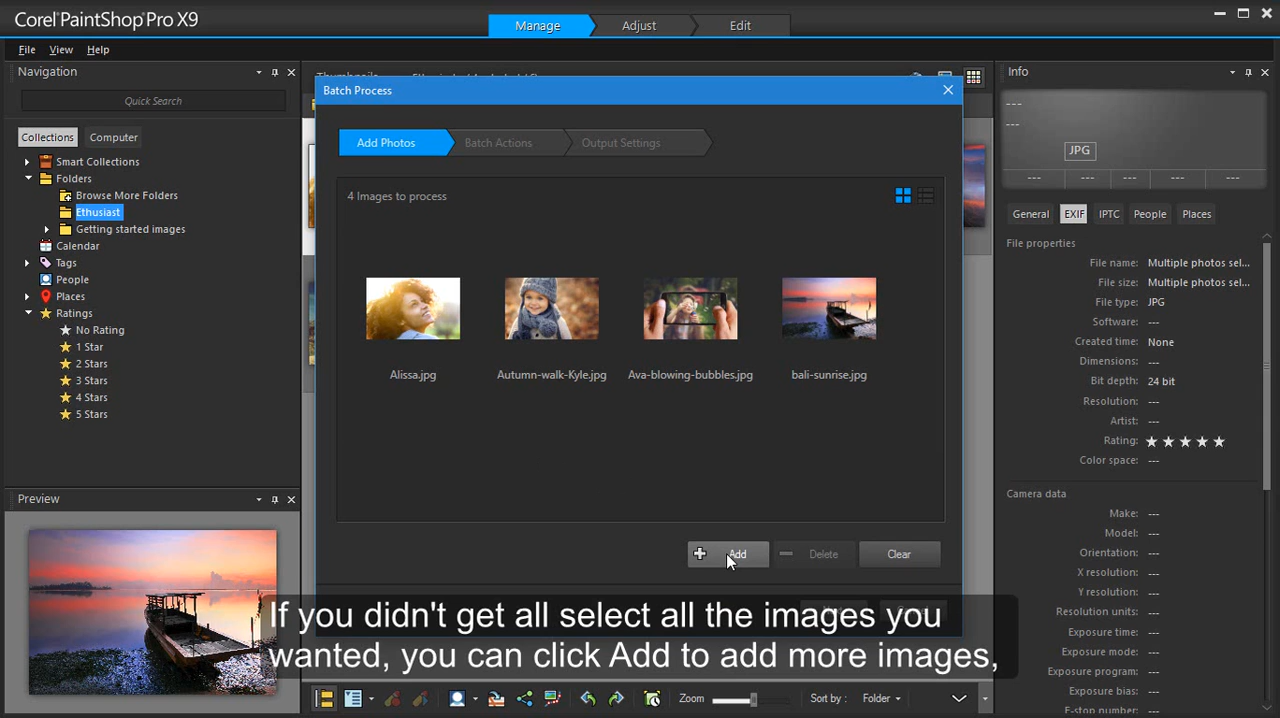 Corel PaintShop Pro X9
Manage
Adjust
Edit
File
View
Help
Navigation
Quick Search
Collections
Computer
Smart Collections
Folders
Browse More Folders
Ethusiast
Getting started images
Calendar
Tags
People
Places
Ratings
No Rating
1 Star
2 Stars
3 Stars
4 Stars
5 Stars
Preview
Batch Process
Add Photos
Batch Actions
Output Settings
4 Images to process
Alissa.jpg
Autumn-walk-Kyle.jpg
Ava-blowing-bubbles.jpg
bali-sunrise.jpg
Add
Delete
Clear
If you didn't get all select all the images you
wanted, you can click Add to add more images,
Zoom
Sort by :
Folder
Info
---
---
JPG
--- --- --- --- ---
General
EXIF
IPTC
People
Places
File properties
File name: Multiple photos sel...
File size: Multiple photos sel...
File type: JPG
Software: ---
Created time: None
Dimensions: ---
Bit depth: 24 bit
Resolution: ---
Artist: ---
Rating:
Color space: ---
Camera data
Make: ---
Model: ---
Orientation: ---
X resolution: ---
Y resolution: ---
Resolution units: ---
Exposure time: ---
Exposure mode: ---
Exposure program: ---
Exposure bias: ---
F-stop number: ---